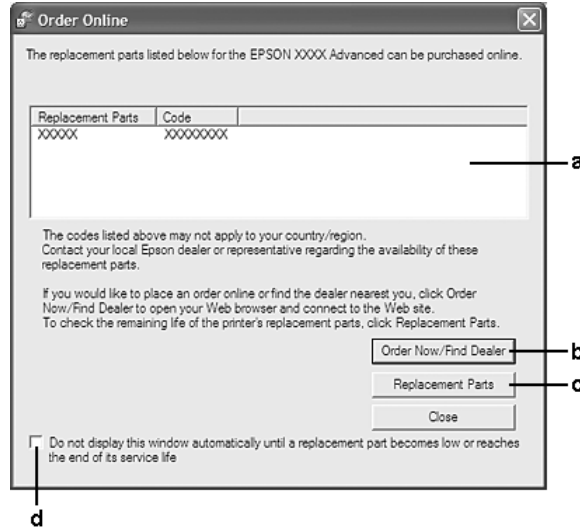 Order Online
The replacement parts listed below for the EPSON XXXX Advanced can be purchased online.
Replacement Parts Code
XXXXX XXXXXXXX
a
The codes listed above may not apply to your country/region.
Contact your local Epson dealer or representative regarding the availability of these
replacement parts.
If you would like to place an order online or find the dealer nearest you, click Order
Now/Find Dealer to open your Web browser and connect to the Web site.
To check the remaining life of the printer's replacement parts, click Replacement Parts.
Order Now/Find Dealer b
Replacement Parts c
Close
Do not display this window automatically until a replacement part becomes low or reaches
the end of its service life
d